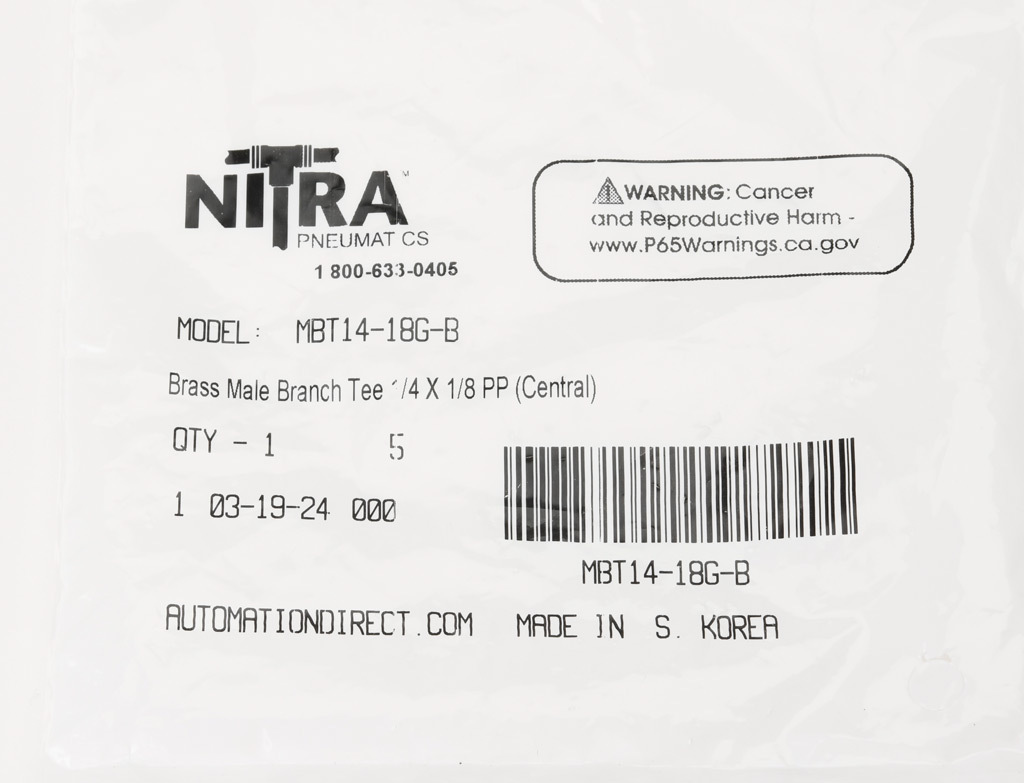 NITRA™
PNEUMAT CS
1 800-633-0405
WARNING: Cancer
and Reproductive Harm -
www.P65Warnings.ca.gov
MODEL: MBT14-18G-B
Brass Male Branch Tee 1/4 X 1/8 PP (Central)
QTY - 1 5
1 03-19-24 000
MBT14-18G-B
AUTOMATIONDIRECT.COM MADE IN S. KOREA